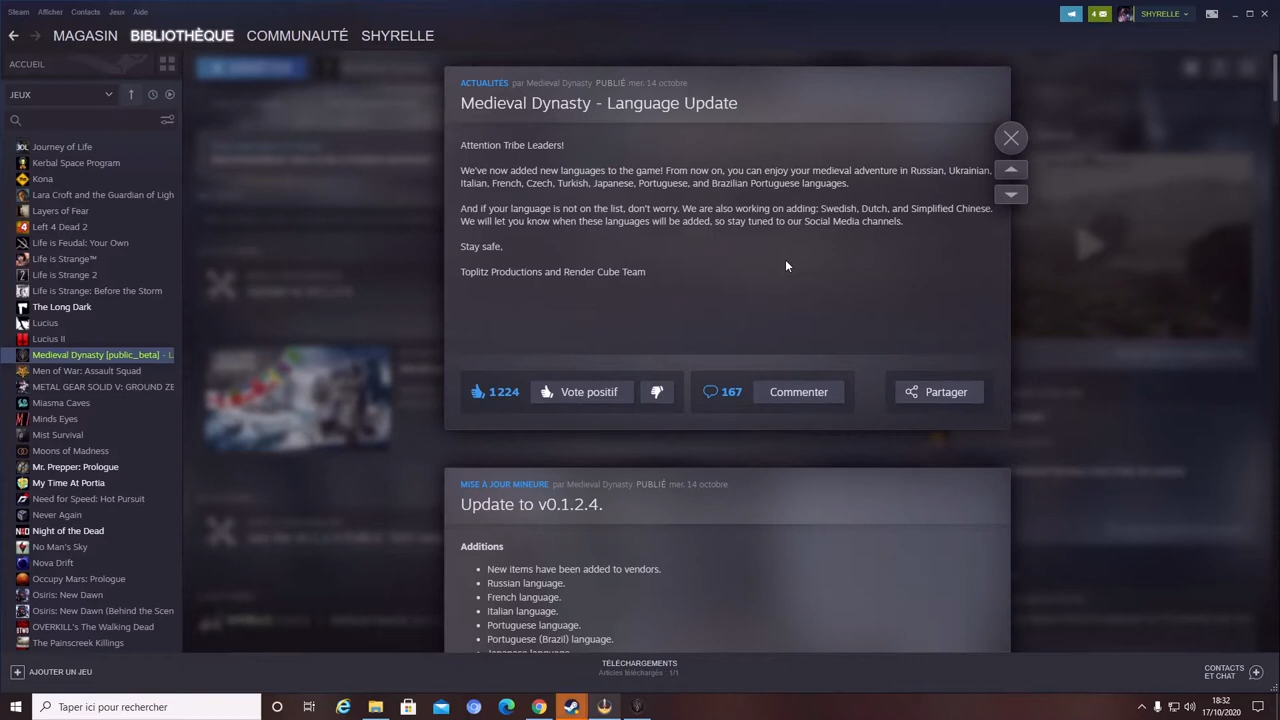 Steam Afficher Contacts Jeux Aide
4 SHYRELLE
MAGASIN BIBLIOTHÈQUE COMMUNAUTÉ SHYRELLE
ACCUEIL
JEUX
Journey of Life
Kerbal Space Program
Kona
Lara Croft and the Guardian of Ligh
Layers of Fear
Left 4 Dead 2
Life is Feudal: Your Own
Life is Strange™
Life is Strange 2
Life is Strange: Before the Storm
The Long Dark
Lucius
Lucius II
Medieval Dynasty [public_beta] - L
Men of War: Assault Squad
METAL GEAR SOLID V: GROUND ZE
Miasma Caves
Minds Eyes
Mist Survival
Moons of Madness
Mr. Prepper: Prologue
My Time At Portia
Need for Speed: Hot Pursuit
Never Again
Night of the Dead
No Man's Sky
Nova Drift
Occupy Mars: Prologue
Osiris: New Dawn
Osiris: New Dawn (Behind the Scen
OVERKILL's The Walking Dead
The Painscreek Killings
ACTUALITÉS par Medieval Dynasty PUBLIÉ mer. 14 octobre
Medieval Dynasty - Language Update
Attention Tribe Leaders!
We've now added new languages to the game! From now on, you can enjoy your medieval adventure in Russian, Ukrainian,
Italian, French, Czech, Turkish, Japanese, Portuguese, and Brazilian Portuguese languages.
And if your language is not on the list, don't worry. We are also working on adding: Swedish, Dutch, and Simplified Chinese.
We will let you know when these languages will be added, so stay tuned to our Social Media channels.
Stay safe,
Toplitz Productions and Render Cube Team
1 224 Vote positif 167 Commenter Partager
MISE À JOUR MINEURE par Medieval Dynasty PUBLIÉ mer. 14 octobre
Update to v0.1.2.4.
Additions
• New items have been added to vendors.
• Russian language.
• French language.
• Italian language.
• Portuguese language.
• Portuguese (Brazil) language.
• Japanese language.
AJOUTER UN JEU
TÉLÉCHARGEMENTS
Articles téléchargés 1/1
CONTACTS
ET CHAT
Taper ici pour rechercher
18:32
17/10/2020